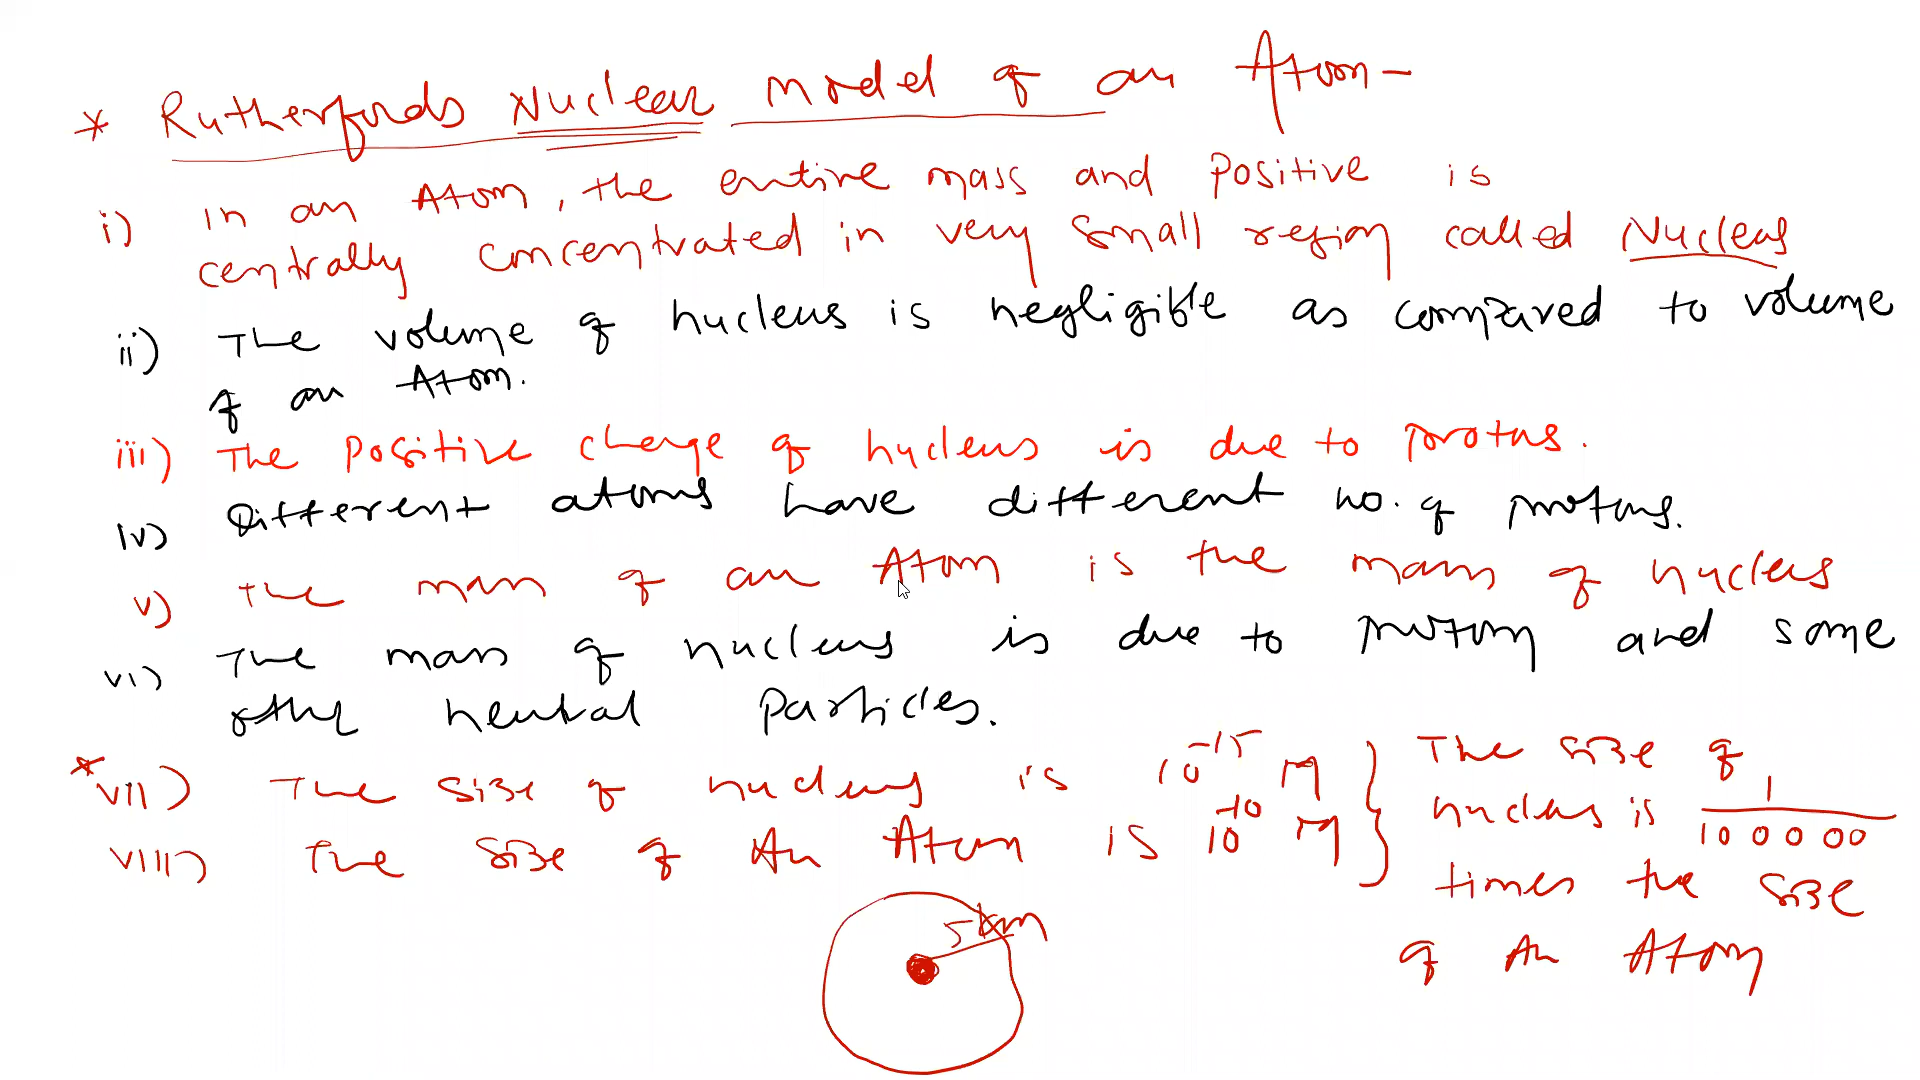 * Rutherfords Nuclear Model of an Atom -
i) In an Atom, the entire mass and positive is
centrally concentrated in very small region called Nucleus
ii) The volume of nucleus is negligible as compared to volume
of an Atom.
iii) The positive charge of nucleus is due to protons.
iv) Different atoms have different no. of protons.
v) The mass of an Atom is the mass of nucleus
vi) The mass of nucleus is due to protons and some
other neutral particles.
* vii) The size of nucleus is 10^-15 m
viii) The size of An Atom is 10^-10 m
} The size of
nucleus is 1/100000
times the size
of An Atom
5 km